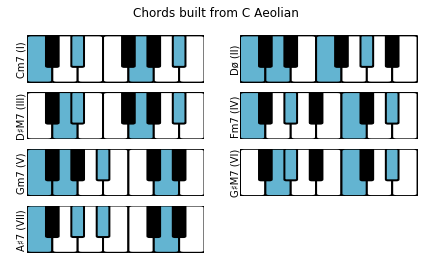 Chords built from C Aeolian
Cm7 (I)
Dø (II)
D♯M7 (III)
Fm7 (IV)
Gm7 (V)
G♯M7 (VI)
A♯7 (VII)